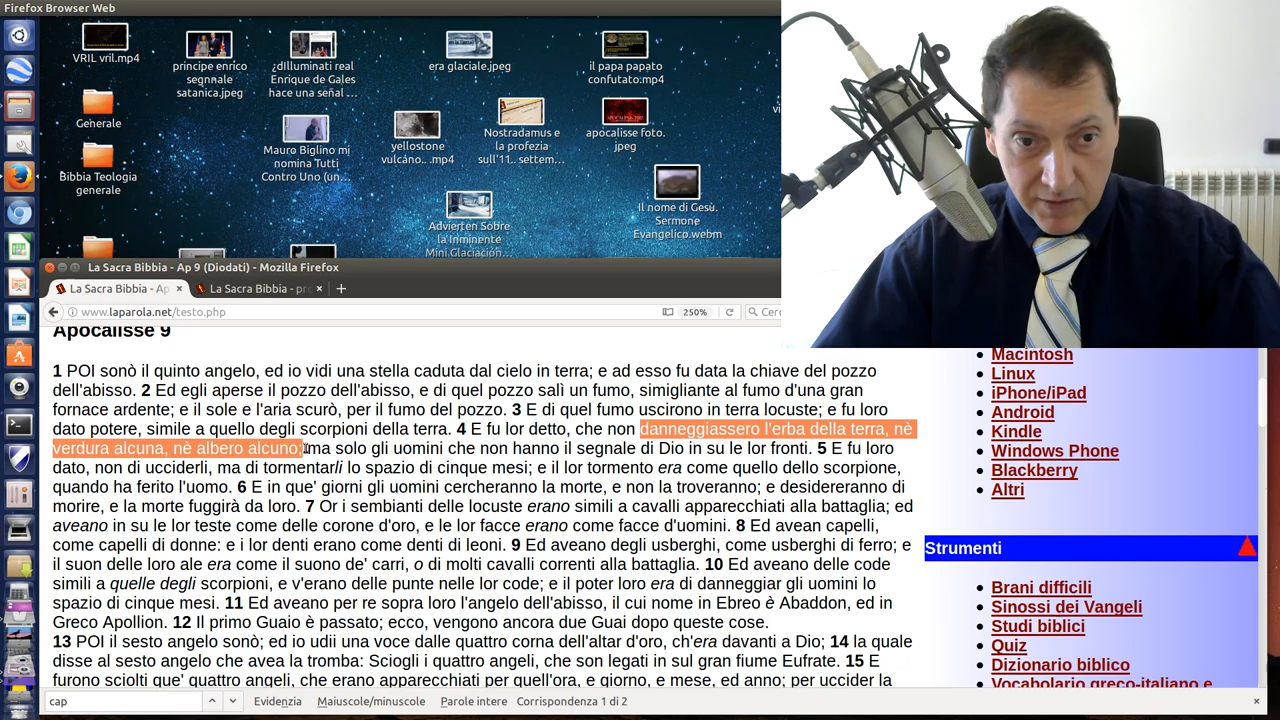 Firefox Browser Web
VRIL vril.mp4
principe enrico
segnnale
satanica.jpeg
¿dIlluminati real
Enrique de Gales
hace una señal ...
era glaciale.jpeg
il papa papato
confutato.mp4
Generale
Mauro Biglino mi
nomina Tutti
Contro Uno (un...
yellostone
vulcáno.. ..mp4
Nostradamus e
la profezia
sull'11.. settem...
apocalisse foto.
jpeg
Bibbia Teologia
generale
Advierten Sobre
la Inminente
Mini Glaciación...
Il nome di Gesù.
Sermone
Evangelico.webm
La Sacra Bibbia - Ap 9 (Diodati) - Mozilla Firefox
La Sacra Bibbia - Ap
La Sacra Bibbia - pr
www.laparola.net/testo.php
250%
Apocalisse 9
1 POI sonò il quinto angelo, ed io vidi una stella caduta dal cielo in terra; e ad esso fu data la chiave del pozzo
dell'abisso. 2 Ed egli aperse il pozzo dell'abisso, e di quel pozzo salì un fumo, simigliante al fumo d'una gran
fornace ardente; e il sole e l'aria scurò, per il fumo del pozzo. 3 E di quel fumo uscirono in terra locuste; e fu loro
dato potere, simile a quello degli scorpioni della terra. 4 E fu lor detto, che non danneggiassero l'erba della terra, nè
verdura alcuna, nè albero alcuno; ma solo gli uomini che non hanno il segnale di Dio in su le lor fronti. 5 E fu loro
dato, non di ucciderli, ma di tormentarli lo spazio di cinque mesi; e il lor tormento era come quello dello scorpione,
quando ha ferito l'uomo. 6 E in que' giorni gli uomini cercheranno la morte, e non la troveranno; e desidereranno di
morire, e la morte fuggirà da loro. 7 Or i sembianti delle locuste erano simili a cavalli apparecchiati alla battaglia; ed
aveano in su le lor teste come delle corone d'oro, e le lor facce erano come facce d'uomini. 8 Ed avean capelli,
come capelli di donne: e i lor denti erano come denti di leoni. 9 Ed aveano degli usberghi, come usberghi di ferro; e
il suon delle loro ale era come il suono de' carri, o di molti cavalli correnti alla battaglia. 10 Ed aveano delle code
simili a quelle degli scorpioni, e v'erano delle punte nelle lor code; e il poter loro era di danneggiar gli uomini lo
spazio di cinque mesi. 11 Ed aveano per re sopra loro l'angelo dell'abisso, il cui nome in Ebreo è Abaddon, ed in
Greco Apollion. 12 Il primo Guaio è passato; ecco, vengono ancora due Guai dopo queste cose.
13 POI il sesto angelo sonò; ed io udii una voce dalle quattro corna dell'altar d'oro, ch'era davanti a Dio; 14 la quale
disse al sesto angelo che avea la tromba: Sciogli i quattro angeli, che son legati in sul gran fiume Eufrate. 15 E
furono sciolti que' quattro angeli, che erano apparecchiati per quell'ora, e giorno, e mese, ed anno; per uccider la
Macintosh
Linux
iPhone/iPad
Android
Kindle
Windows Phone
Blackberry
Altri
Strumenti
Brani difficili
Sinossi dei Vangeli
Studi biblici
Quiz
Dizionario biblico
Vocabolario greco-italiano e
cap
Evidenzia
Maiuscole/minuscole
Parole intere
Corrispondenza 1 di 2